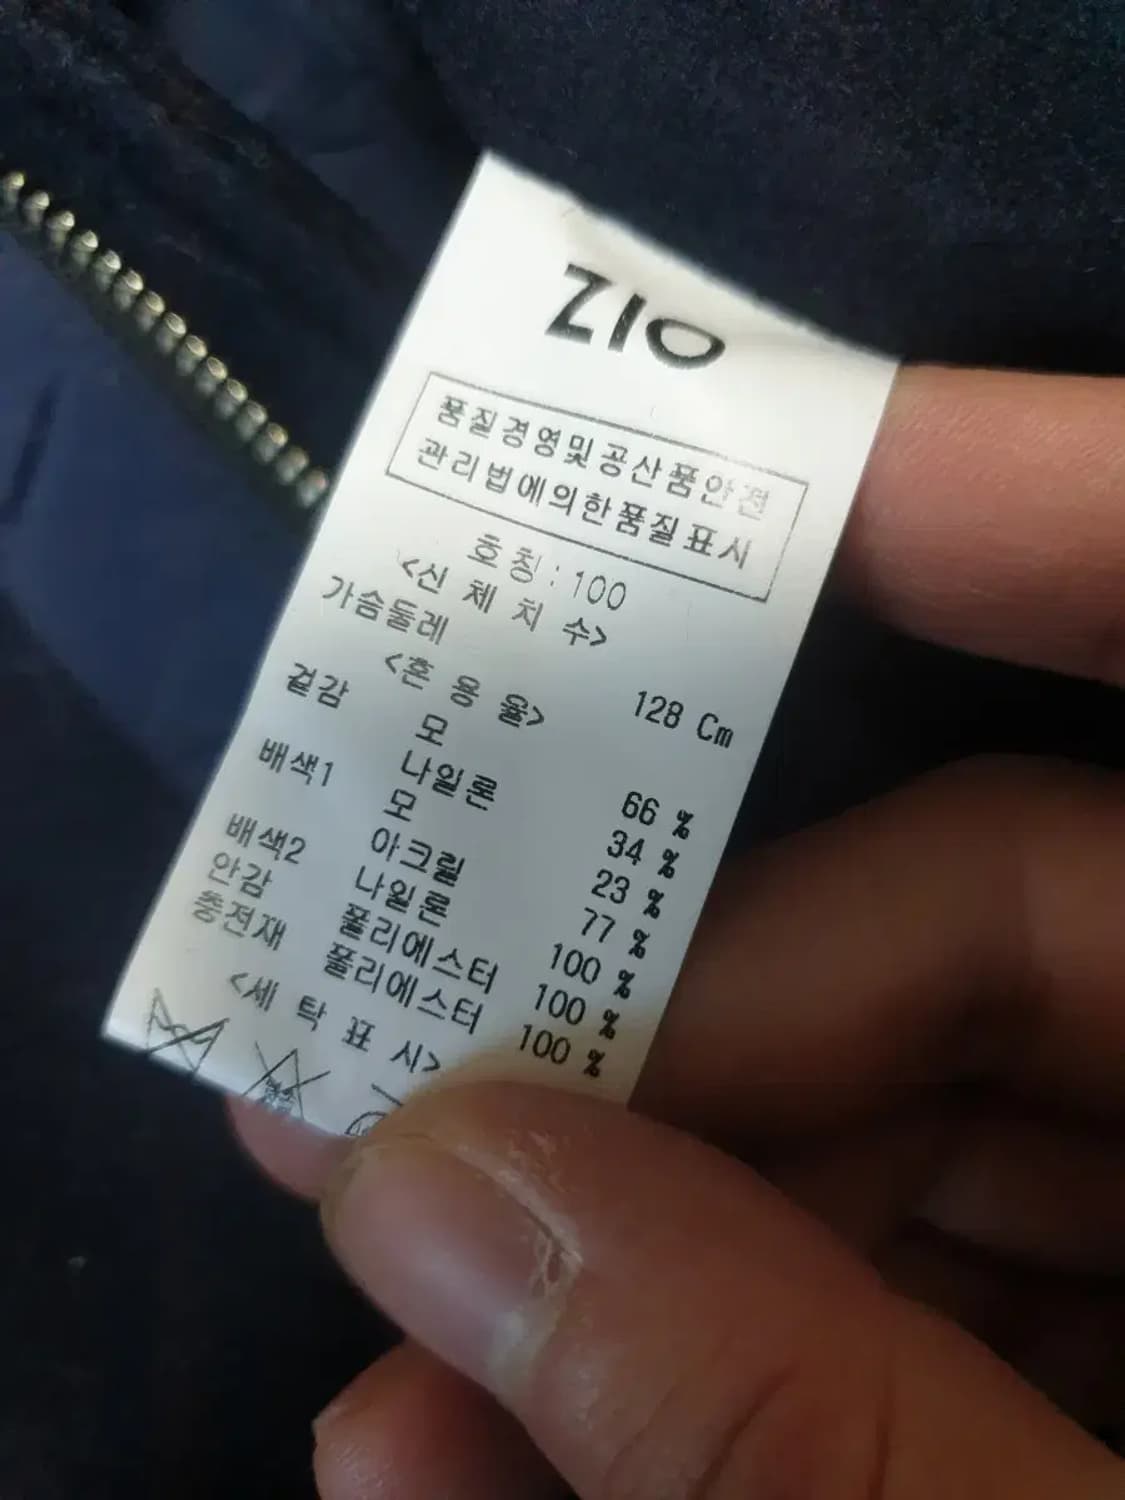 ZIO
품질경영및공산품안전
관리법에의한품질표시
호칭:100
<신 체 치 수>
가슴둘레 128 Cm
<혼 용 율>
겉감 모 66 %
나일론 34 %
배색1 모 23 %
아크릴 77 %
배색2 나일론 100 %
안감 폴리에스터 100 %
충전재 폴리에스터 100 %
<세 탁 표 시>